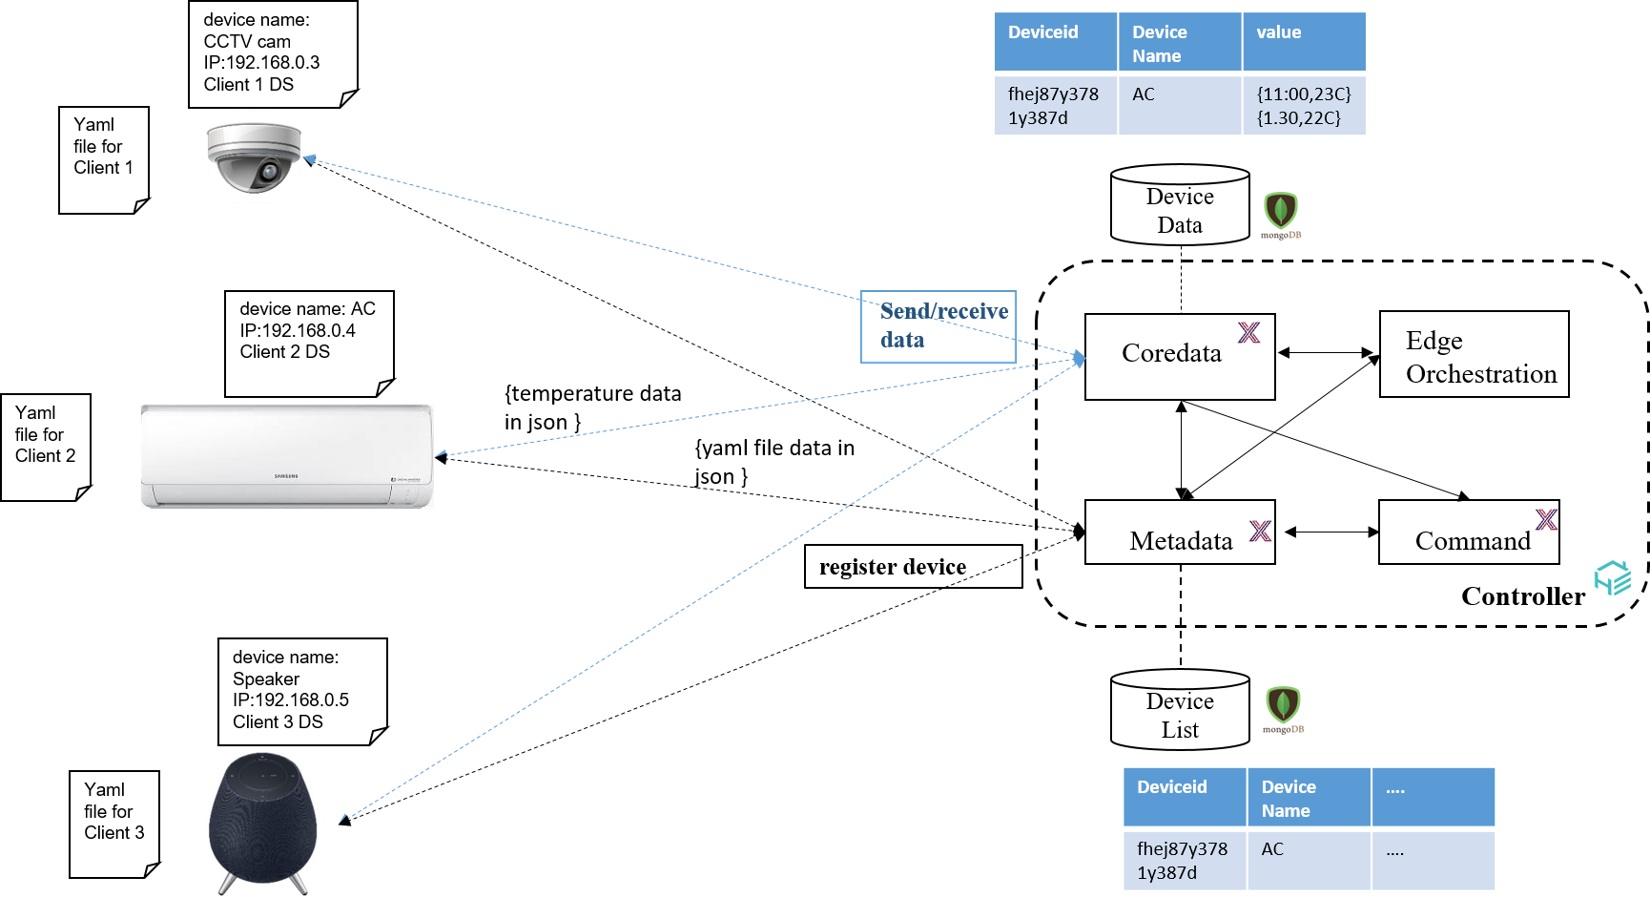 device name:
CCTV cam
IP:192.168.0.3
Client 1 DS
Yaml
file for
Client 1
device name: AC
IP:192.168.0.4
Client 2 DS
Yaml
file for
Client 2
SAMSUNG
device name:
Speaker
IP:192.168.0.5
Client 3 DS
Yaml
file for
Client 3
{temperature data
in json }
{yaml file data in
json }
Send/receive
data
register device
Deviceid Device Name value
fhej87y378 AC {11:00,23C}
1y387d {1.30,22C}
Device
Data
mongoDB
Coredata
Edge
Orchestration
Metadata
Command
Controller
Device
List
mongoDB
Deviceid Device Name ....
fhej87y378 AC ....
1y387d